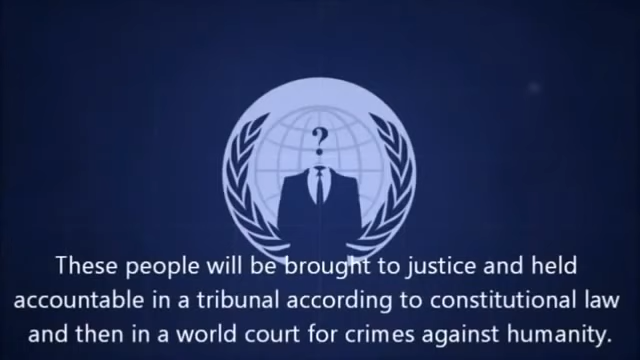 ?
These people will be brought to justice and held
accountable in a tribunal according to constitutional law
and then in a world court for crimes against humanity.